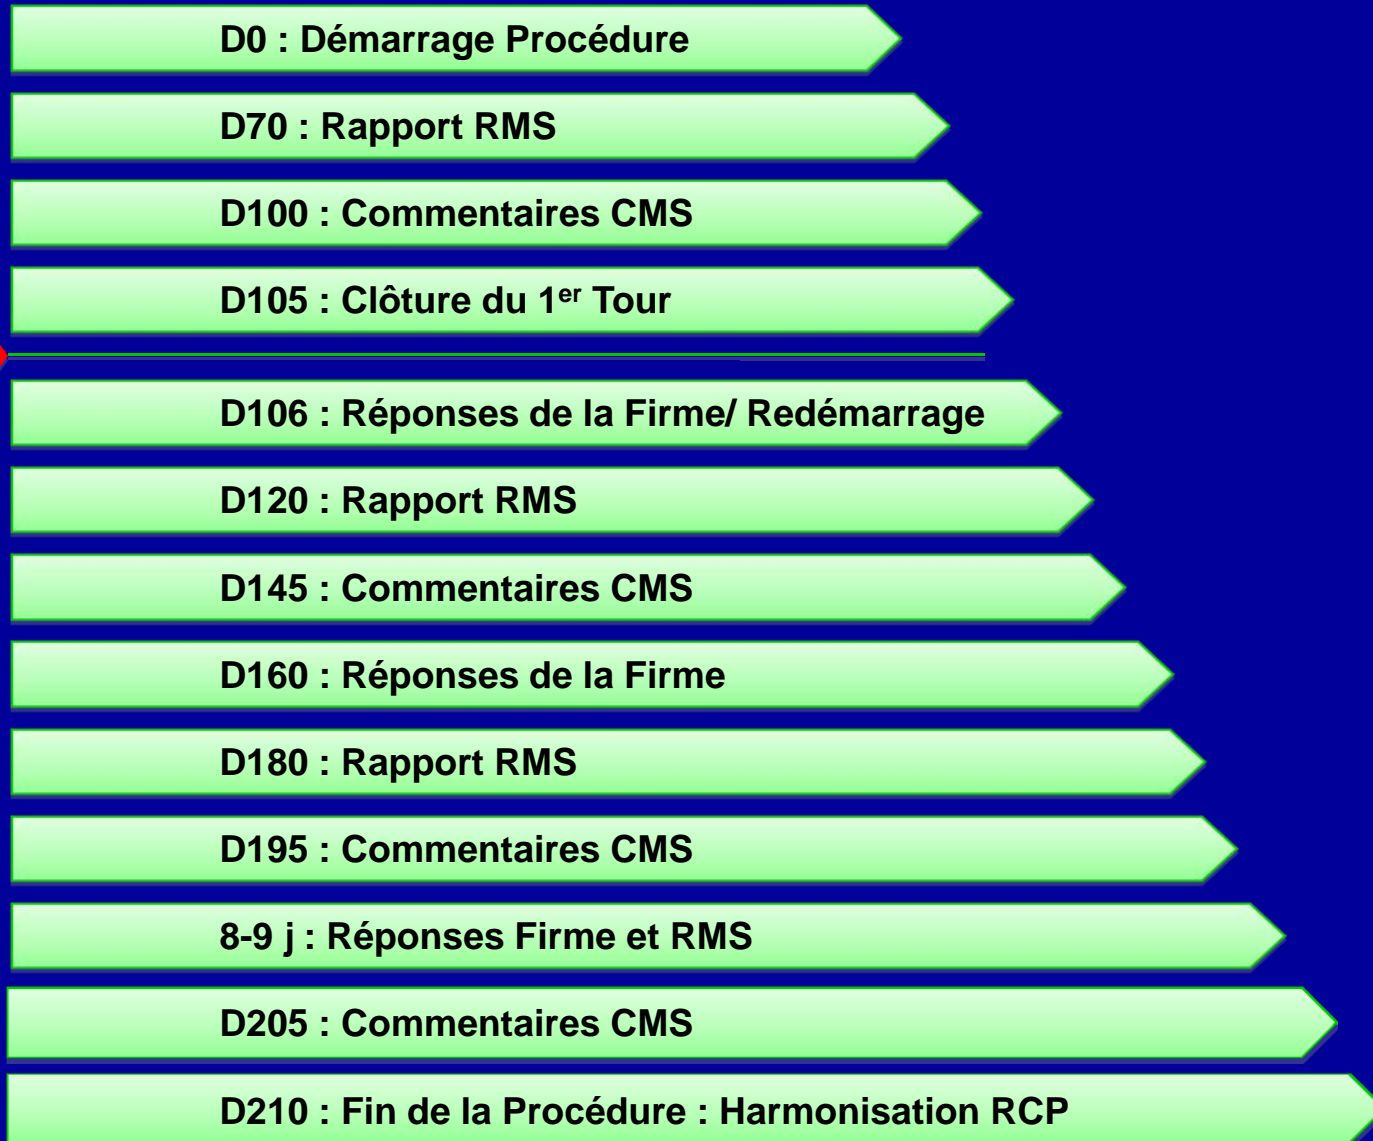 D0 : Démarrage Procédure
D70 : Rapport RMS
D100 : Commentaires CMS
D105 : Clôture du 1er Tour
D106 : Réponses de la Firme/ Redémarrage
D120 : Rapport RMS
D145 : Commentaires CMS
D160 : Réponses de la Firme
D180 : Rapport RMS
D195 : Commentaires CMS
8-9 j : Réponses Firme et RMS
D205 : Commentaires CMS
D210 : Fin de la Procédure : Harmonisation RCP